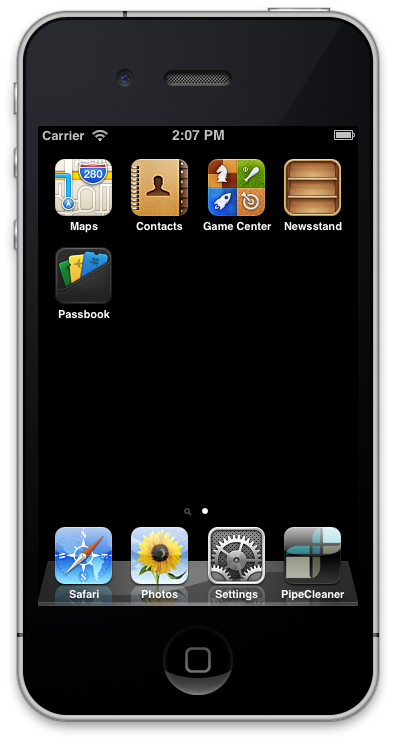 Carrier 2:07 PM
280
Maps Contacts Game Center Newsstand
Passbook
Safari Photos Settings PipeCleaner